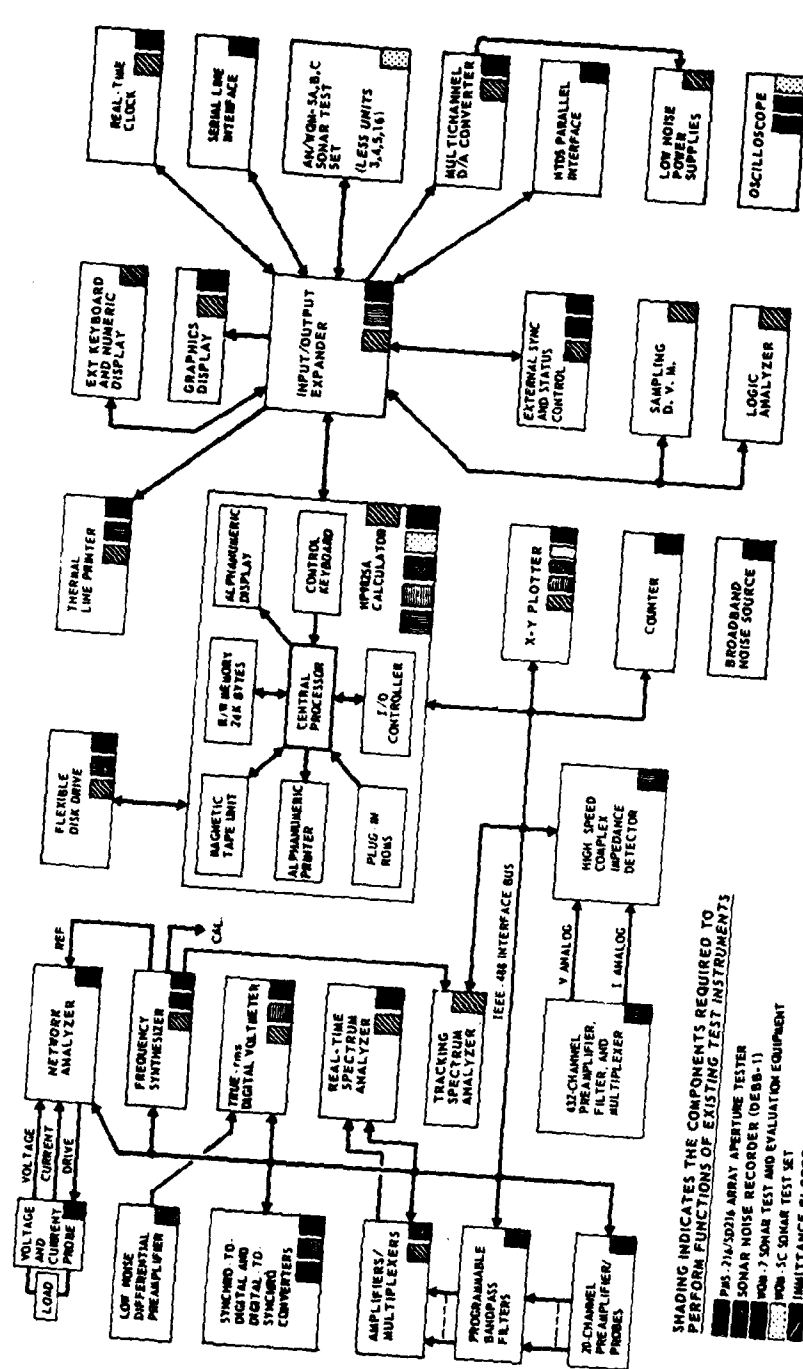 VOLTAGE
AND
CURRENT
PROBE
LOAD
VOLTAGE
CURRENT
DRIVE
NETWORK
ANALYZER
REF
FREQUENCY
SYNTHESIZER
CAL.
LOW NOISE
DIFFERENTIAL
PREAMPLIFIER
TRUE-rms
DIGITAL VOLTMETER
SYNCHRO TO-
DIGITAL AND
DIGITAL TO-
SYNCHRO
CONVERTERS
REAL-TIME
SPECTRUM
ANALYZER
AMPLIFIERS/
MULTIPLEXERS
TRACKING
SPECTRUM
ANALYZER
PROGRAMMABLE
BANDPASS
FILTERS
IEEE-488 INTERFACE BUS
20-CHANNEL
PREAMPLIFIER/
PROBES
432-CHANNEL
PREAMPLIFIER,
FILTER, AND
MULTIPLEXER
V ANALOG
I ANALOG
HIGH SPEED
COMPLEX
IMPEDANCE
DETECTOR
FLEXIBLE
DISK DRIVE
THERMAL
LINE PRINTER
MAGNETIC
TAPE UNIT
R/W MEMORY
24K BYTES
ALPHANUMERIC
DISPLAY
ALPHANUMERIC
PRINTER
CENTRAL
PROCESSOR
CONTROL
KEYBOARD
PLUG-IN
ROMS
I/O
CONTROLLER
HP9825A
CALCULATOR
X-Y PLOTTER
COUNTER
BROADBAND
NOISE SOURCE
EXT KEYBOARD
AND NUMERIC
DISPLAY
GRAPHICS
DISPLAY
INPUT/OUTPUT
EXPANDER
EXTERNAL SYNC
AND STATUS
CONTROL
SAMPLING
D. V. M.
LOGIC
ANALYZER
REAL-TIME
CLOCK
SERIAL LINE
INTERFACE
AN/WQM-5A,B,C
SONAR TEST
SET
(LESS UNITS
3,4,5,16)
MULTICHANNEL
D/A CONVERTER
NTDS PARALLEL
INTERFACE
LOW NOISE
POWER
SUPPLIES
OSCILLOSCOPE
SHADING INDICATES THE COMPONENTS REQUIRED TO
PERFORM FUNCTIONS OF EXISTING TEST INSTRUMENTS
PMS-216/SD216 ARRAY APERTURE TESTER
SONAR NOISE RECORDER (DEBB-1)
WQM-7 SONAR TEST AND EVALUATION EQUIPMENT
WQM-5C SONAR TEST SET